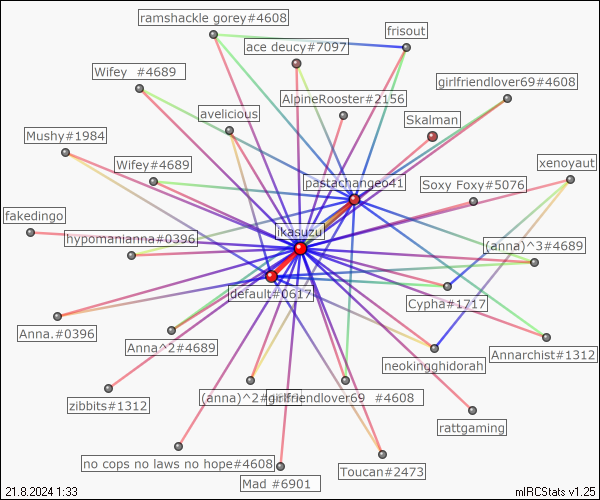 ramshackle gorey#4608
frisout
ace deucy#7097
Wifey #4689
girlfriendlover69#4608
AlpineRooster#2156
avelicious
Skalman
Mushy#1984
xenoyaut
Wifey#4689
pastachangeo41
Soxy Foxy#5076
fakedingo
ikasuzu
hypomanianna#0396
(anna)^3#4689
default#0617
Cypha#1717
Anna.#0396
Anna^2#4689
Annarchist#1312
neokingghidorah
(anna)^2#
girlfriendlover69 #4608
zibbits#1312
rattgaming
no cops no laws no hope#4608
Toucan#2473
Mad #6901
21.8.2024 1:33
mIRCStats v1.25